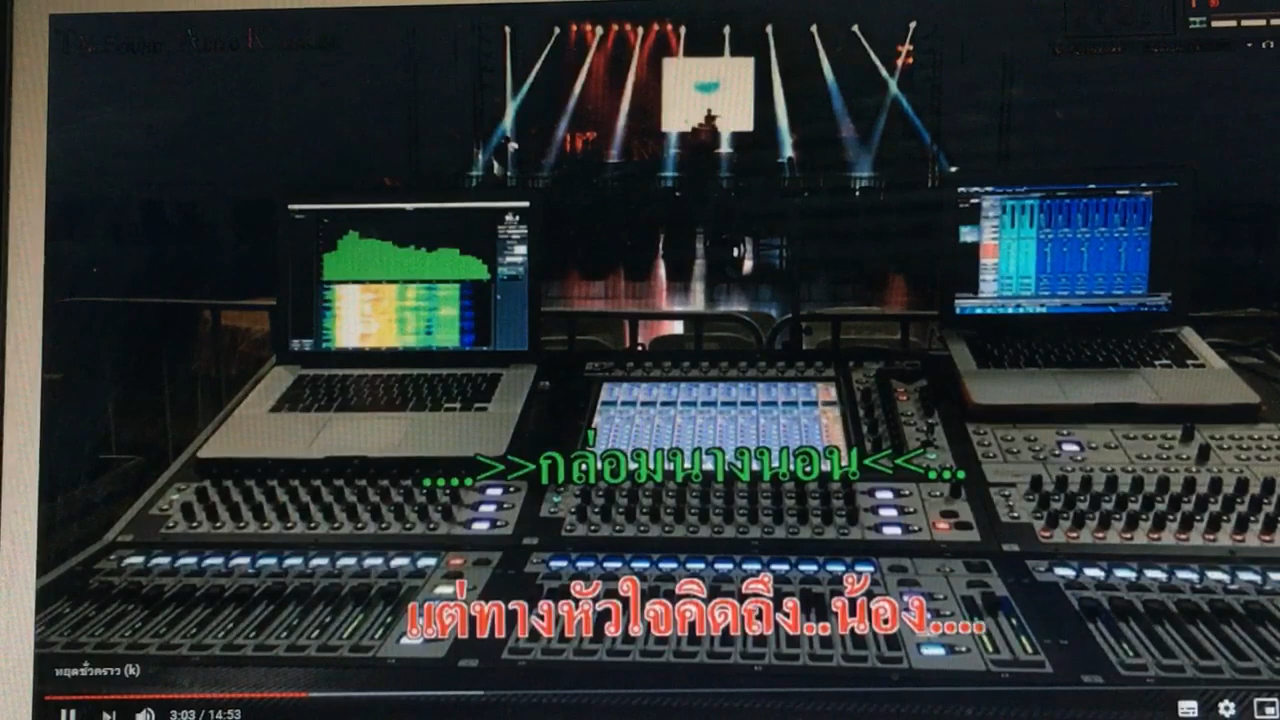 ....>>กล่อมนางนอน<<...
แต่ทางหัวใจคิดถึง..น้อง....
หยุดชั่วคราว (k)
3:03 / 14:53